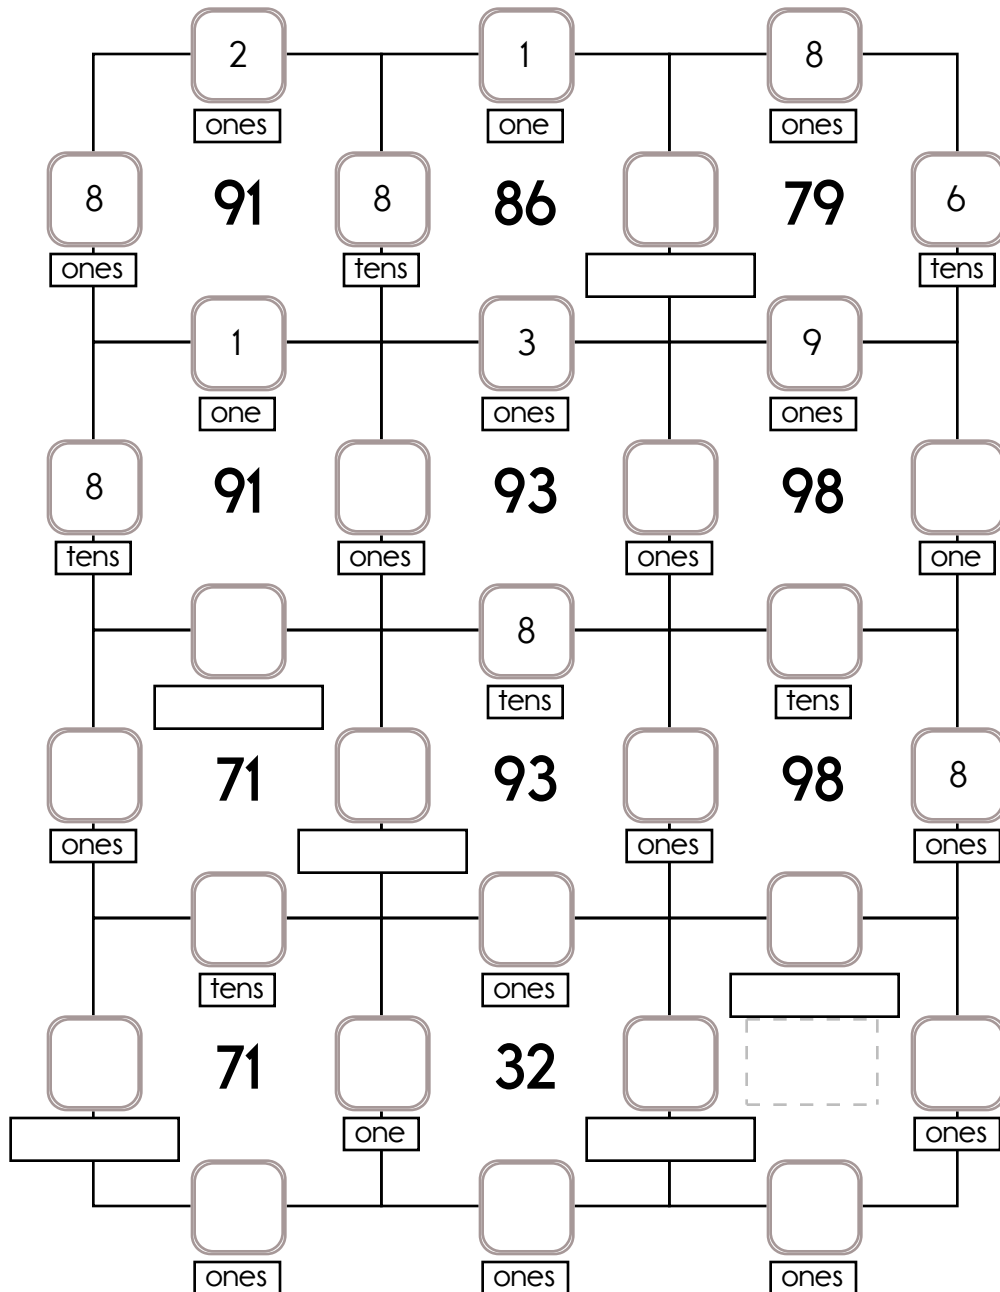 2 1 8
ones one ones
8 91 8 86 79 6
ones tens tens
1 3 9
one ones ones
8 91 93 98
tens ones ones one
8
tens tens
71 93 98 8
ones ones ones
tens ones
71 32
one ones
ones ones ones